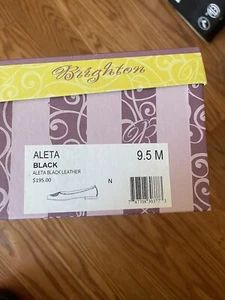 Brighton
ALETA
9.5 M
BLACK
ALETA BLACK LEATHER
$195.00
N